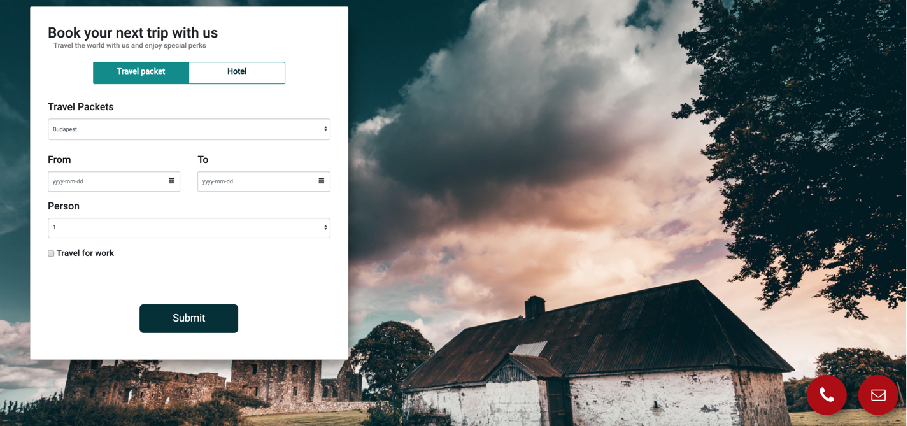 Book your next trip with us
Travel the world with us and enjoy special perks
Travel packet
Hotel
Travel Packets
Budapest
From
To
yyyy-mm-dd
yyyy-mm-dd
Person
1
Travel for work
Submit